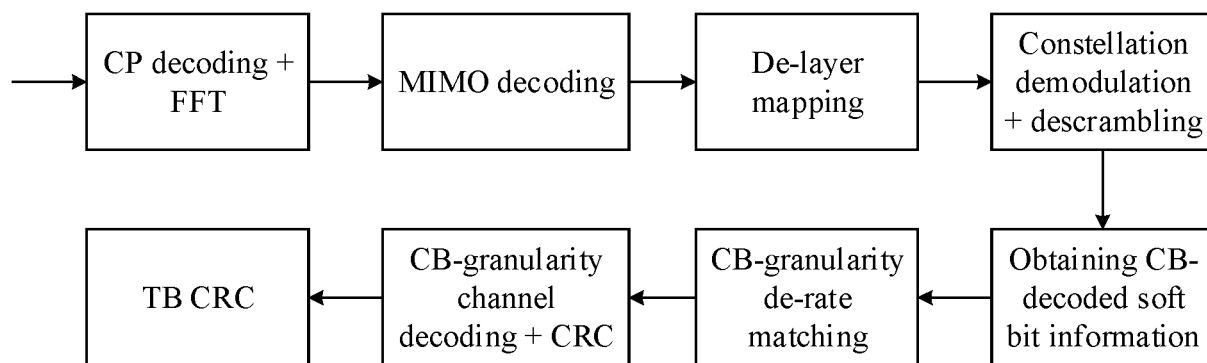 CP decoding +
FFT
MIMO decoding
De-layer
mapping
Constellation
demodulation
+ descrambling
TB CRC
CB-granularity
channel
decoding + CRC
CB-granularity
de-rate
matching
Obtaining CB-
decoded soft
bit information